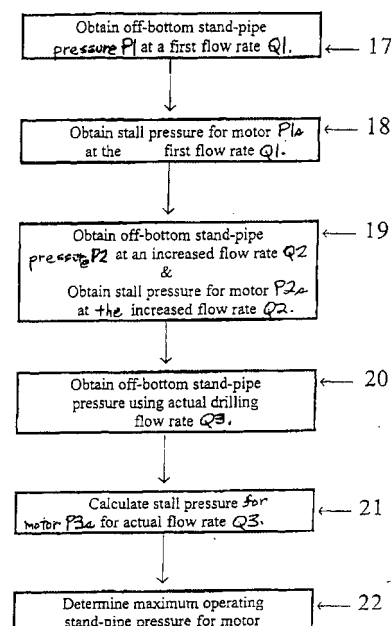 Obtain off-bottom stand-pipe
pressure P1 at a first flow rate Q1.
17
Obtain stall pressure for motor P1s
at the first flow rate Q1.
18
Obtain off-bottom stand-pipe
pressure P2 at an increased flow rate Q2
&
Obtain stall pressure for motor P2s
at the increased flow rate Q2.
19
Obtain off-bottom stand-pipe
pressure using actual drilling
flow rate Q3.
20
Calculate stall pressure for
motor P3s for actual flow rate Q3.
21
Determine maximum operating
stand-pipe pressure for motor
22